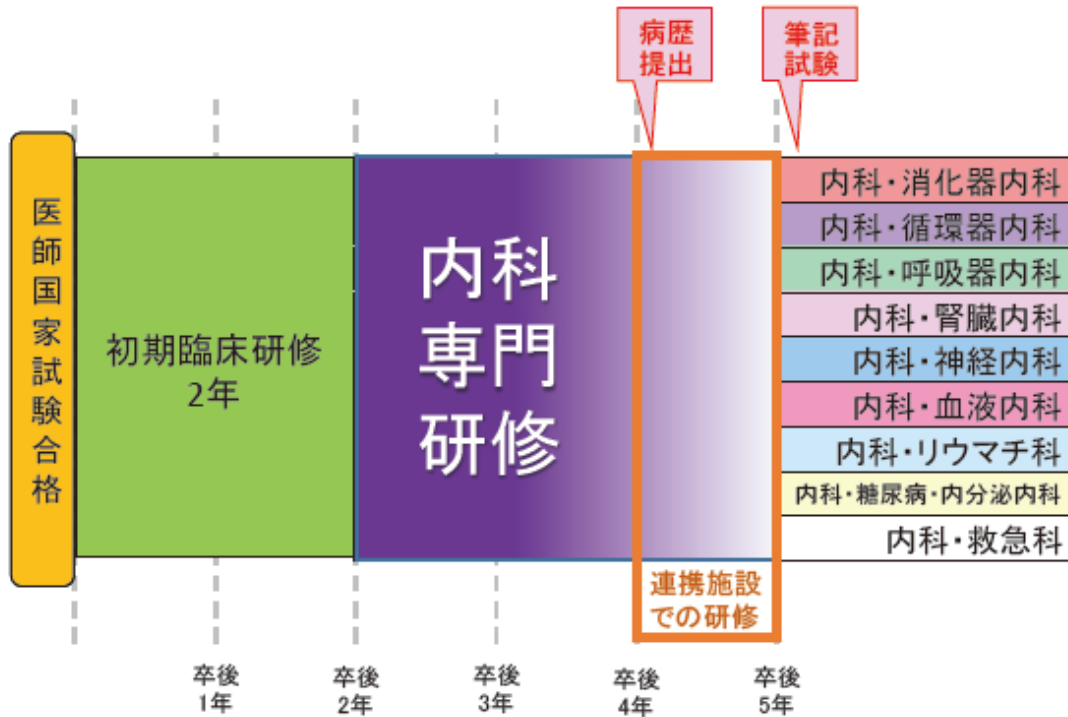 病歴
提出
筆記
試験
医師国家試験合格
初期臨床研修
2年
内科
専門
研修
内科・消化器内科
内科・循環器内科
内科・呼吸器内科
内科・腎臓内科
内科・神経内科
内科・血液内科
内科・リウマチ科
内科・糖尿病・内分泌内科
内科・救急科
連携施設
での研修
卒後
1年
卒後
2年
卒後
3年
卒後
4年
卒後
5年